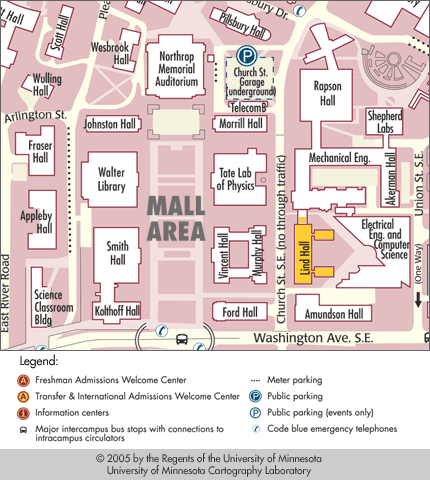 Pillsbury Hall
Pillsbury Dr.
Scott Hall
Wesbrook
Hall
Northrop
Memorial
Auditorium
P
Church St.
Garage
(underground)
Rapson
Hall
Wulling
Hall
Arlington St.
TelecomB
Johnston Hall
Morrill Hall
Shepherd
Labs
Fraser
Hall
Mechanical Eng.
Akerman Hall
Union St. S.E.
Walter
Library
Tate Lab
of Physics
Church St. S.E. (no through traffic)
MALL
AREA
Appleby
Hall
Electrical
Eng. and Computer
Science
Smith
Hall
Vincent Hall
Murphy Hall
Lind Hall
East River Road
(One Way)
Science
Classroom
Bldg
Kolthoff Hall
Ford Hall
Amundson Hall
Washington Ave. S.E.
Legend:
A Freshman Admissions Welcome Center
A Transfer & International Admissions Welcome Center
i Information centers
Major intercampus bus stops with connections to
intracampus circulators
Meter parking
P Public parking
P Public parking (events only)
Code blue emergency telephones
© 2005 by the Regents of the University of Minnesota
University of Minnesota Cartography Laboratory